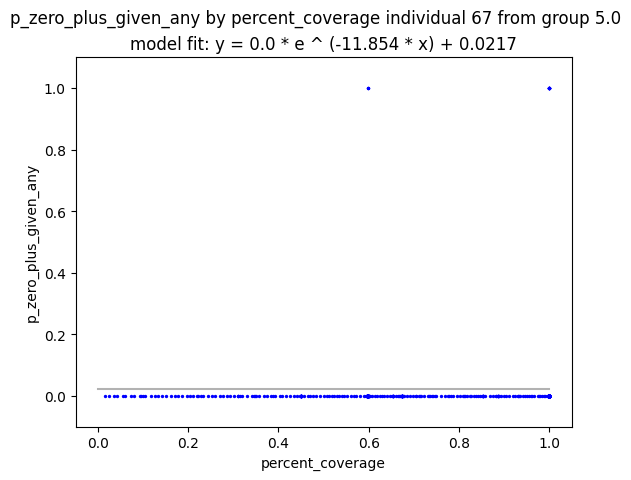 p_zero_plus_given_any by percent_coverage individual 67 from group 5.0
model fit: y = 0.0 * e ^ (-11.854 * x) + 0.0217
1.0
0.8
0.6
0.4
0.2
0.0
p_zero_plus_given_any
0.0 0.2 0.4 0.6 0.8 1.0
percent_coverage